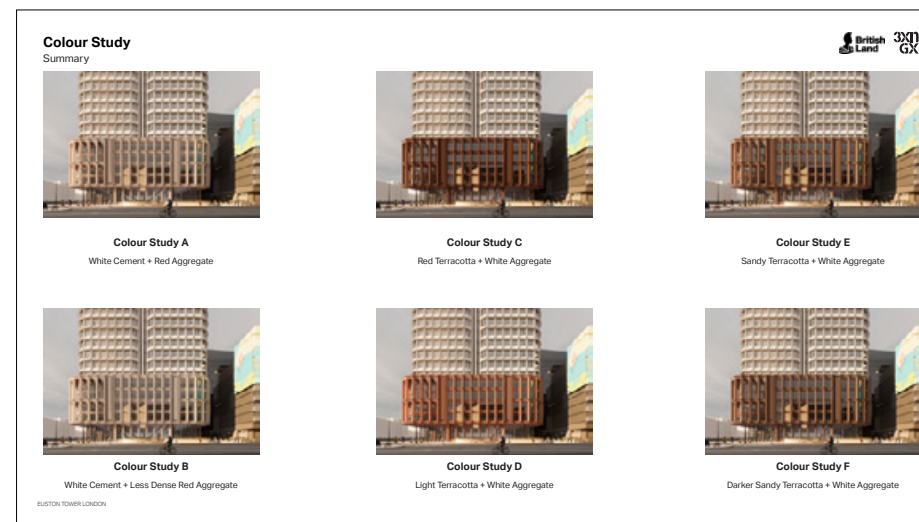 Colour Study
Summary
British
Land
3XN
GX
Colour Study A
White Cement + Red Aggregate
Colour Study C
Red Terracotta + White Aggregate
Colour Study E
Sandy Terracotta + White Aggregate
Colour Study B
White Cement + Less Dense Red Aggregate
Colour Study D
Light Terracotta + White Aggregate
Colour Study F
Darker Sandy Terracotta + White Aggregate
EUSTON TOWER LONDON